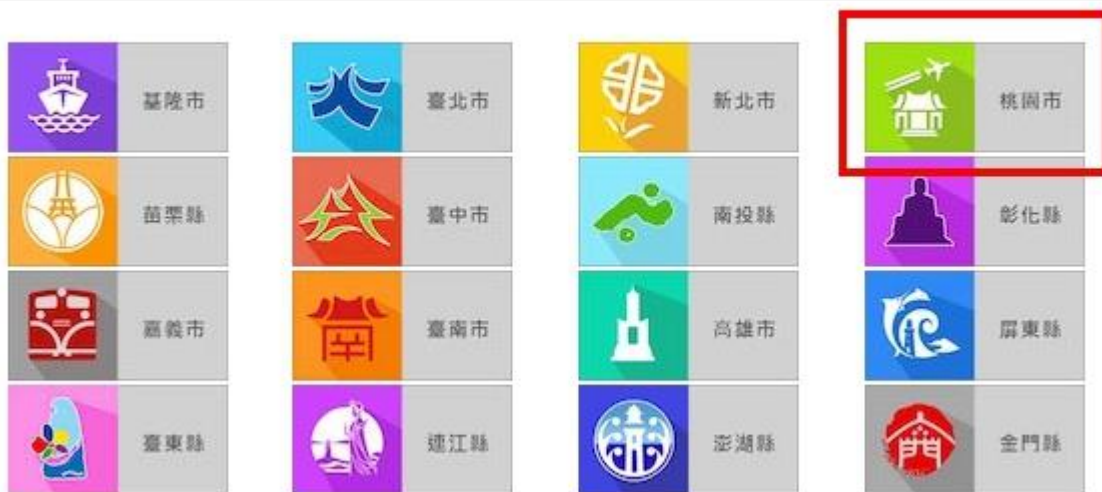 基隆市
臺北市
新北市
桃園市
苗栗縣
臺中市
南投縣
彰化縣
嘉義市
臺南市
高雄市
屏東縣
臺東縣
連江縣
澎湖縣
金門縣